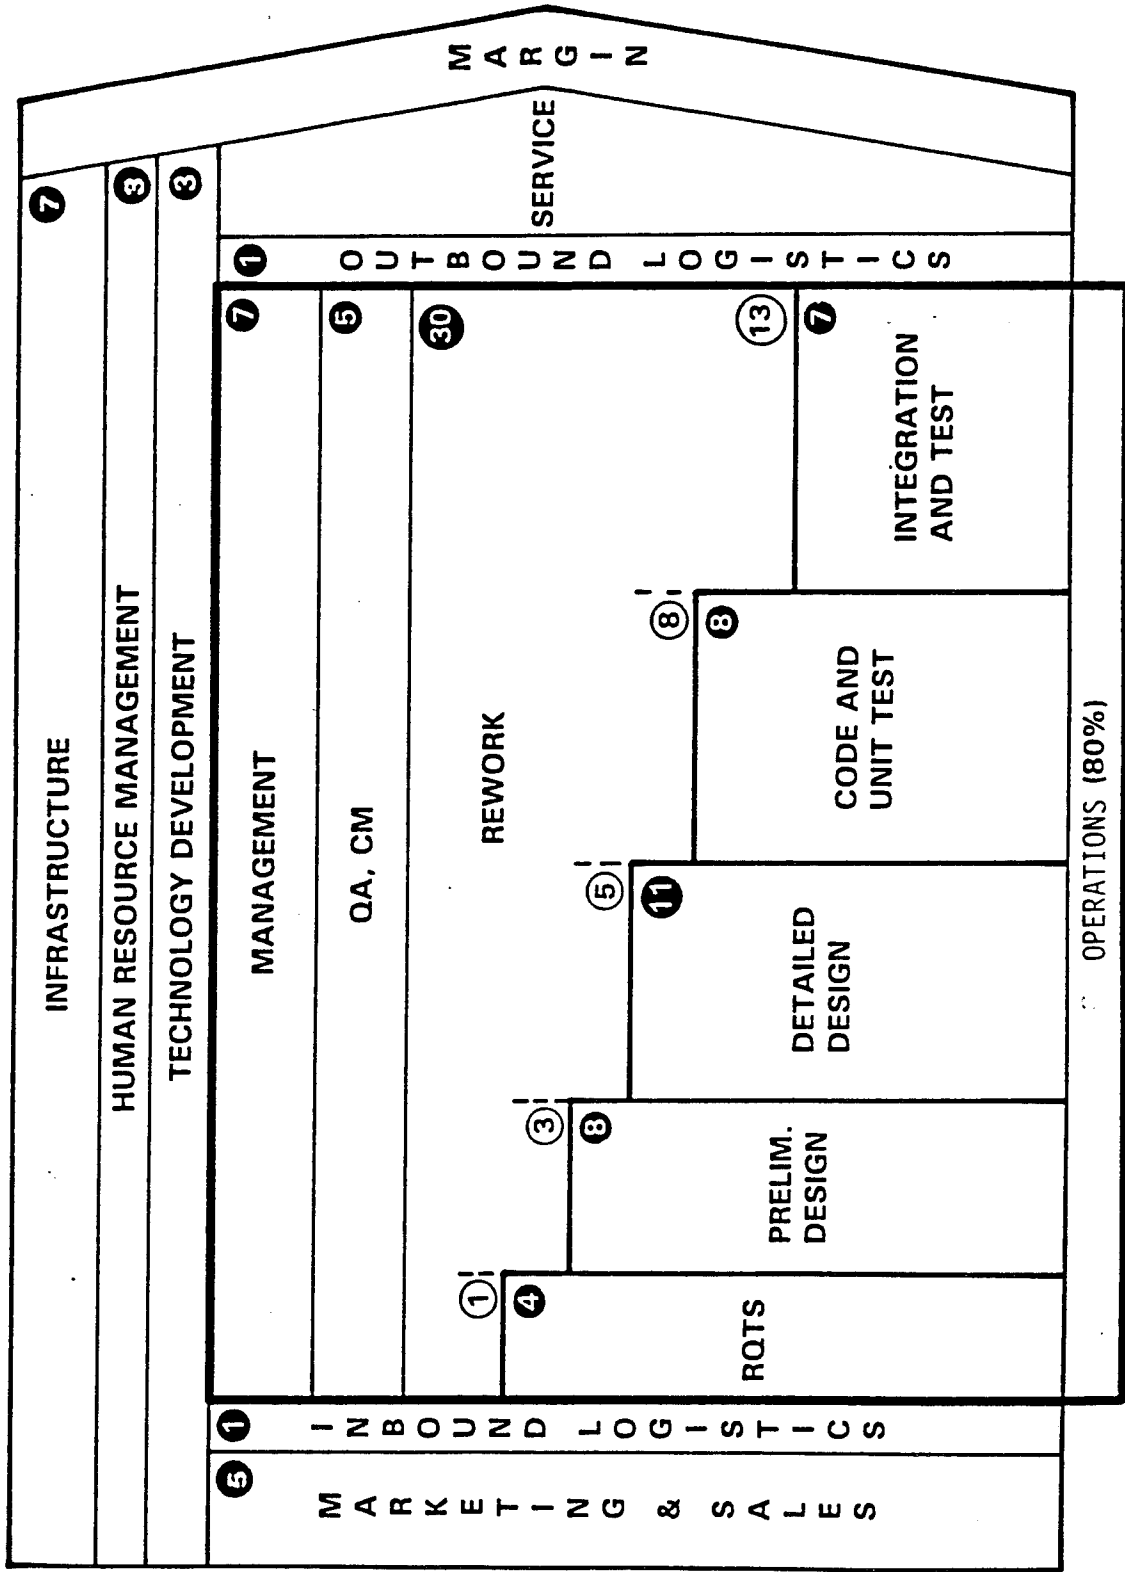 INFRASTRUCTURE 7
HUMAN RESOURCE MANAGEMENT 3
TECHNOLOGY DEVELOPMENT 3
5
MARKETING & SALES
1
INBOUND LOGISTICS
MANAGEMENT 7
QA, CM 5
REWORK 30
1
4
RQTS
3
8
PRELIM.
DESIGN
5
11
DETAILED
DESIGN
8
8
CODE AND
UNIT TEST
13
7
INTEGRATION
AND TEST
OPERATIONS (80%)
1
OUTBOUND LOGISTICS
SERVICE
MARGIN